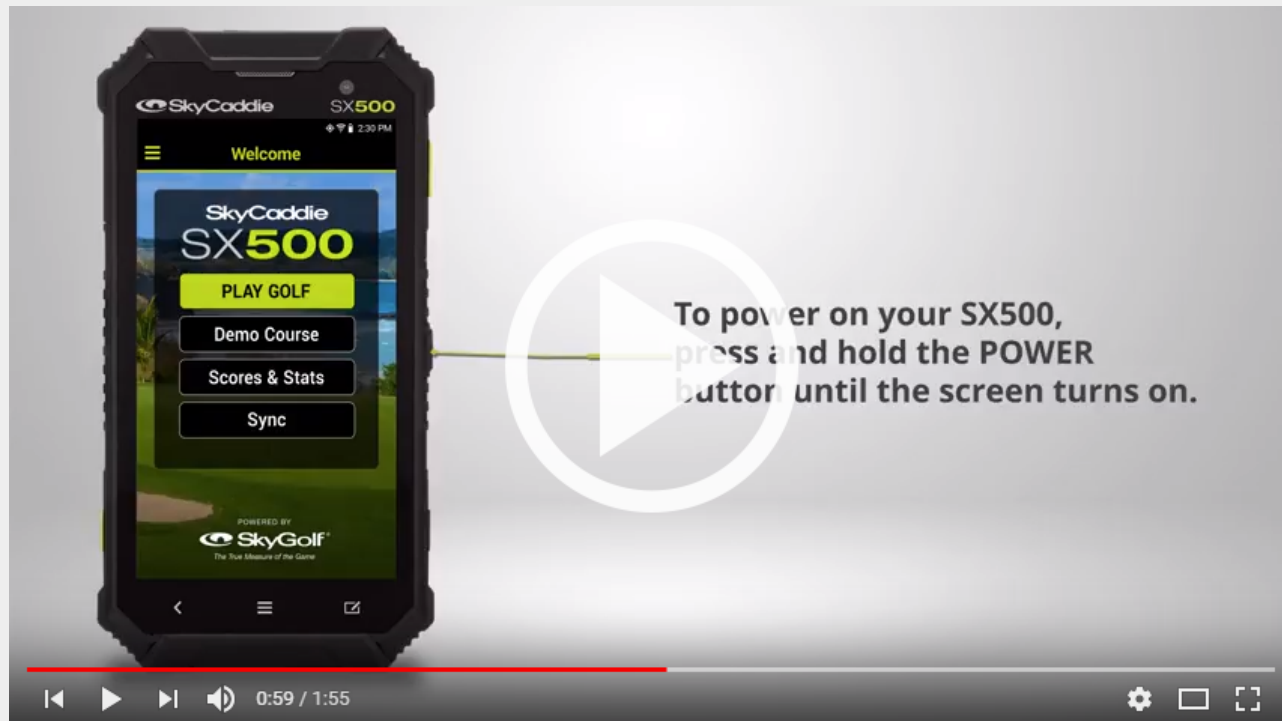 SkyCaddie SX500
2:30 PM
Welcome
SkyCaddie
SX500
PLAY GOLF
Demo Course
Scores & Stats
Sync
POWERED BY
SkyGolf
The True Measure of the Game
To power on your SX500,
press and hold the POWER
button until the screen turns on.
0:59 / 1:55